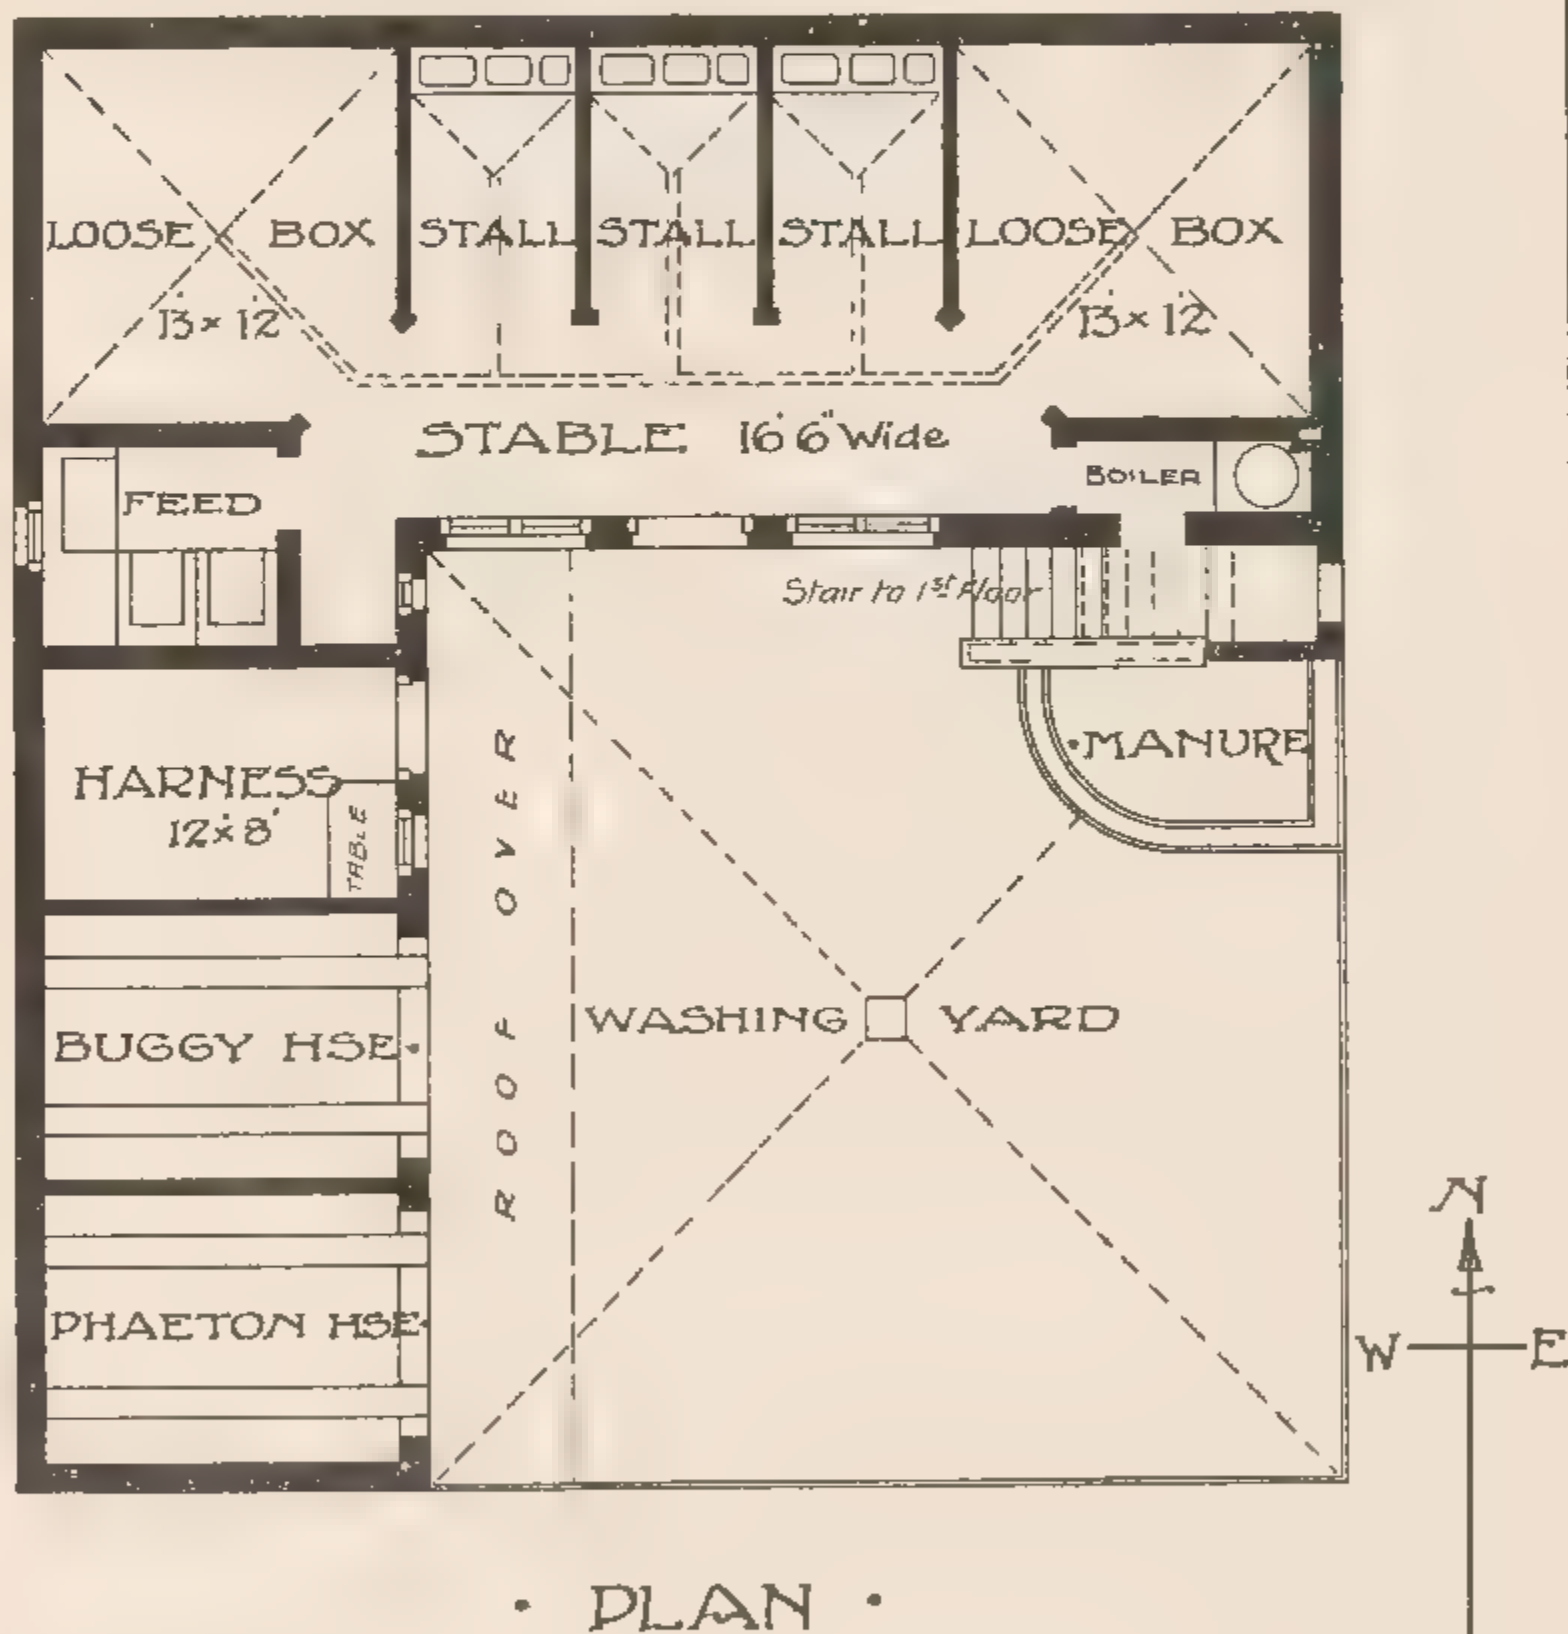 LOOSE BOX STALL STALL STALL LOOSE BOX
13' × 12' 13' × 12'
STABLE 16' 6" Wide
BOILER
FEED
Stair to 1st Floor
MANURE
HARNESS
12' × 8'
TABLE
ROOF OVER
WASHING YARD
BUGGY HSE
PHAETON HSE
N
W E
• PLAN •